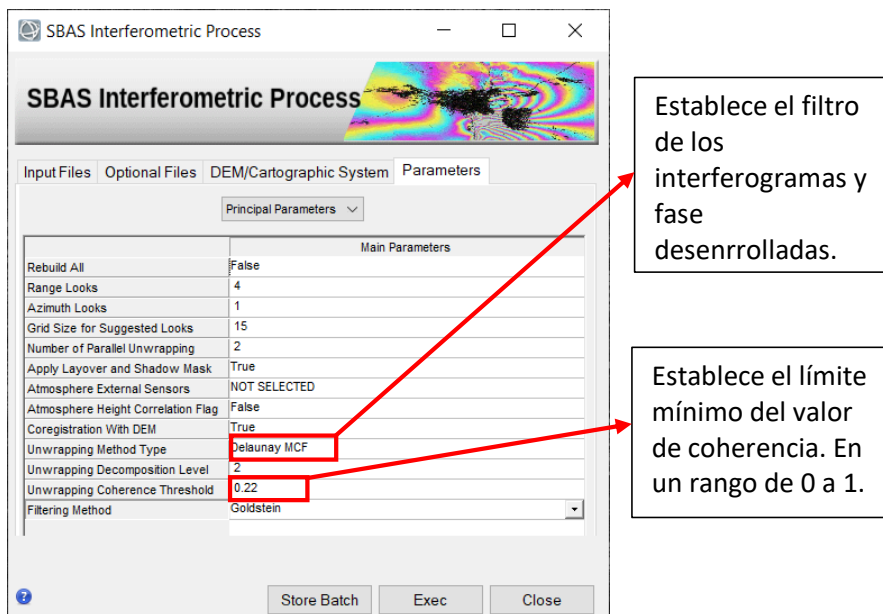 SBAS Interferometric Process
SBAS Interferometric Process
Input Files Optional Files DEM/Cartographic System Parameters
Principal Parameters
Main Parameters
Rebuild All False
Range Looks 4
Azimuth Looks 1
Grid Size for Suggested Looks 15
Number of Parallel Unwrapping 2
Apply Layover and Shadow Mask True
Atmosphere External Sensors NOT SELECTED
Atmosphere Height Correlation Flag False
Coregistration With DEM True
Unwrapping Method Type Delaunay MCF
Unwrapping Decomposition Level 2
Unwrapping Coherence Threshold 0.22
Filtering Method Goldstein
Store Batch Exec Close
Establece el filtro
de los
interferogramas y
fase
desenrrolladas.
Establece el límite
mínimo del valor
de coherencia. En
un rango de 0 a 1.